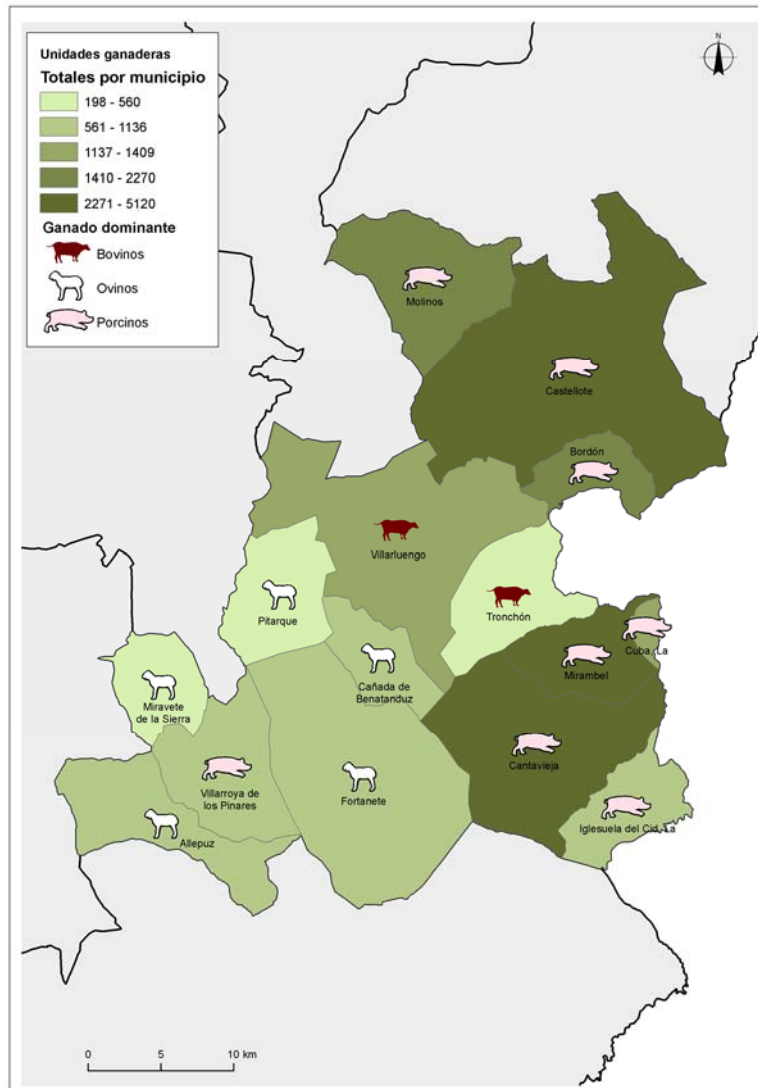 N
Unidades ganaderas
Totales por municipio
198 - 560
561 - 1136
1137 - 1409
1410 - 2270
2271 - 5120
Ganado dominante
Bovinos
Ovinos
Porcinos
Molinos
Castellote
Bordón
Villarluengo
Tronchón
Pitarque
Cuba, La
Mirambel
Cañada de
Benatanduz
Miravete
de la Sierra
Cantavieja
Villarroya de
los Pinares
Fortanete
Iglesuela del Cid, La
Allepuz
0 5 10 km